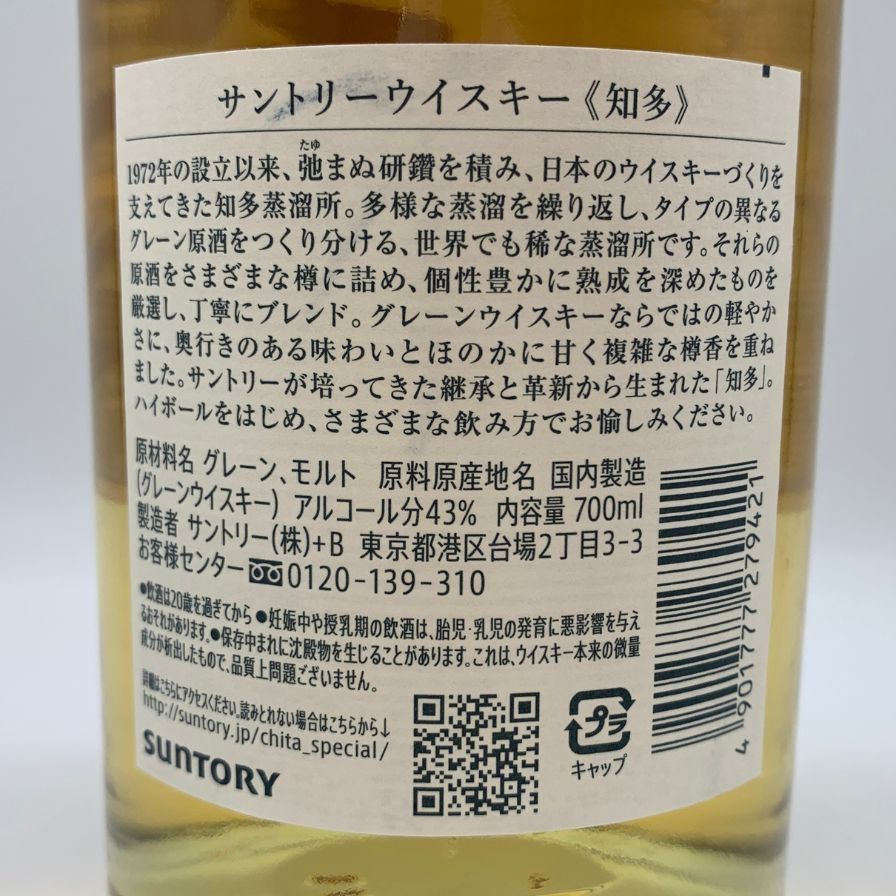 サントリーウイスキー《知多》
たゆ
1972年の設立以来、弛まぬ研鑽を積み、日本のウイスキーづくりを
支えてきた知多蒸溜所。多様な蒸溜を繰り返し、タイプの異なる
グレーン原酒をつくり分ける、世界でも稀な蒸溜所です。それらの
原酒をさまざまな樽に詰め、個性豊かに熟成を深めたものを
厳選し、丁寧にブレンド。グレーンウイスキーならではの軽やか
さに、奥行きのある味わいとほのかに甘く複雑な樽香を重ね
ました。サントリーが培ってきた継承と革新から生まれた「知多」。
ハイボールをはじめ、さまざまな飲み方でお愉しみください。
原材料名 グレーン、モルト 原料原産地名 国内製造
(グレーンウイスキー) アルコール分43% 内容量 700ml
製造者 サントリー(株)+B 東京都港区台場2丁目3-3
お客様センター 0120-139-310
●飲酒は20歳を過ぎてから ●妊娠中や授乳期の飲酒は、胎児・乳児の発育に悪影響を与え
るおそれがあります。●保存中まれに沈殿物を生じることがあります。これは、ウイスキー本来の微量
成分が析出したもので、品質上問題ございません。
詳細はこちらにアクセスください。読みとれない場合はこちらから↓
http://suntory.jp/chita_special/
SUNTORY
プラ
キャップ
4901777279421